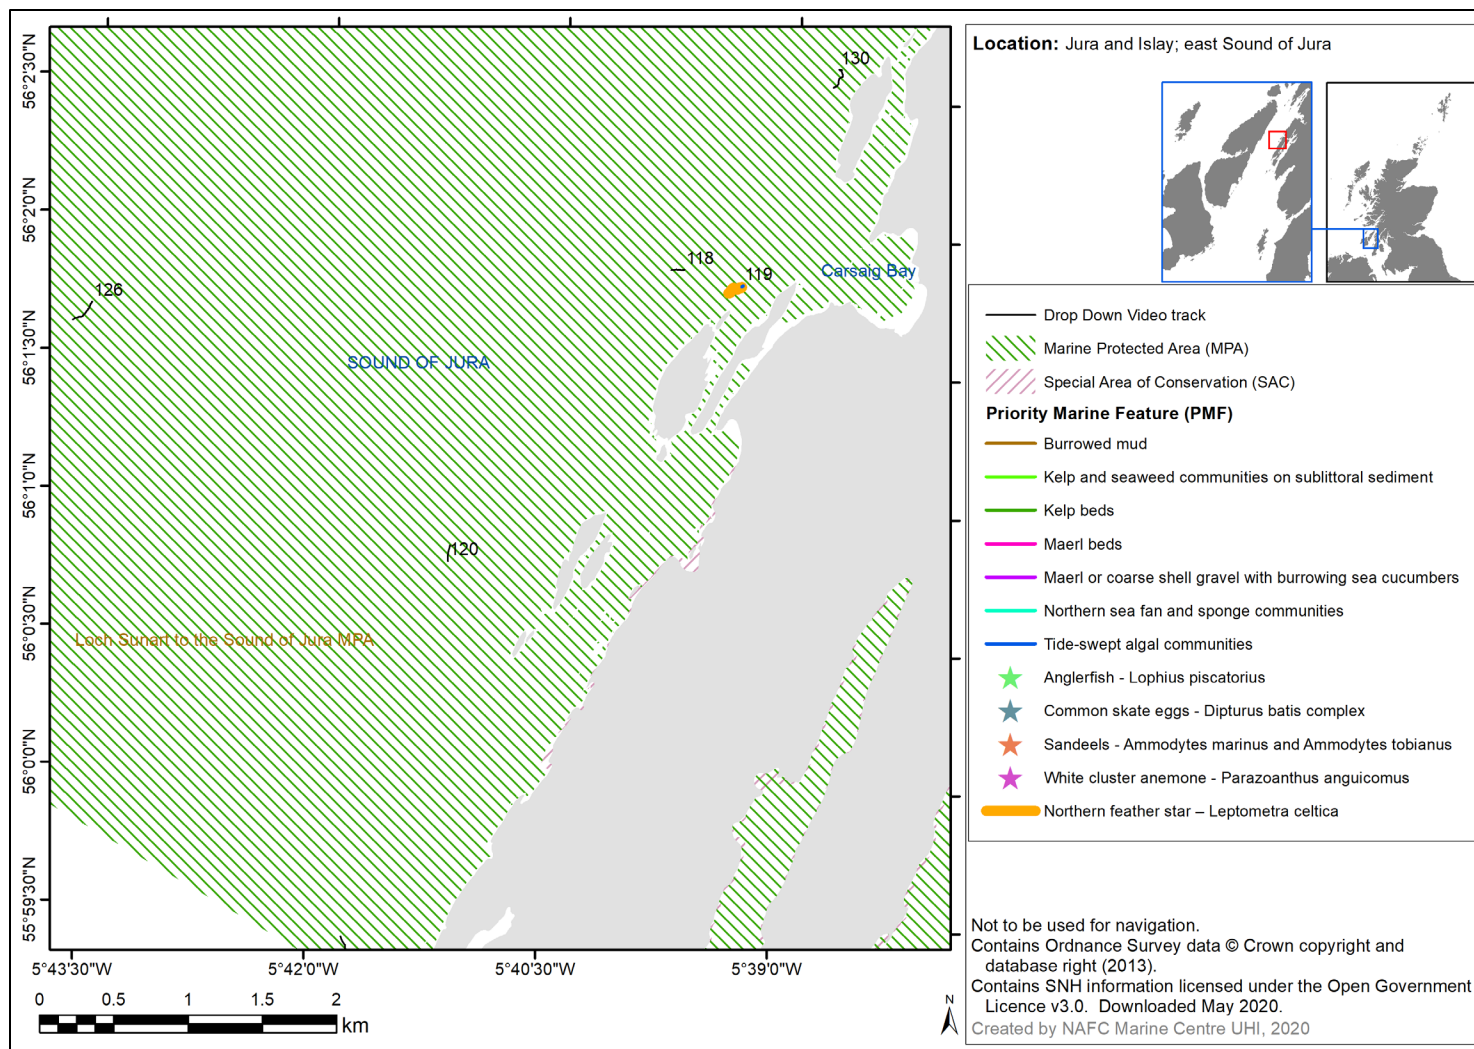 56°2'30"N
56°2'0"N
56°1'30"N
56°1'0"N
56°0'30"N
56°0'0"N
55°59'30"N
130
118
119
Carsaig Bay
126
SOUND OF JURA
120
Loch Sunart to the Sound of Jura MPA
5°43'30"W
5°42'0"W
5°40'30"W
5°39'0"W
0 0.5 1 1.5 2
km
N
Location: Jura and Islay; east Sound of Jura
Drop Down Video track
Marine Protected Area (MPA)
Special Area of Conservation (SAC)
Priority Marine Feature (PMF)
Burrowed mud
Kelp and seaweed communities on sublittoral sediment
Kelp beds
Maerl beds
Maerl or coarse shell gravel with burrowing sea cucumbers
Northern sea fan and sponge communities
Tide-swept algal communities
Anglerfish - Lophius piscatorius
Common skate eggs - Dipturus batis complex
Sandeels - Ammodytes marinus and Ammodytes tobianus
White cluster anemone - Parazoanthus anguicomus
Northern feather star – Leptometra celtica
Not to be used for navigation.
Contains Ordnance Survey data © Crown copyright and
database right (2013).
Contains SNH information licensed under the Open Government
Licence v3.0. Downloaded May 2020.
Created by NAFC Marine Centre UHI, 2020